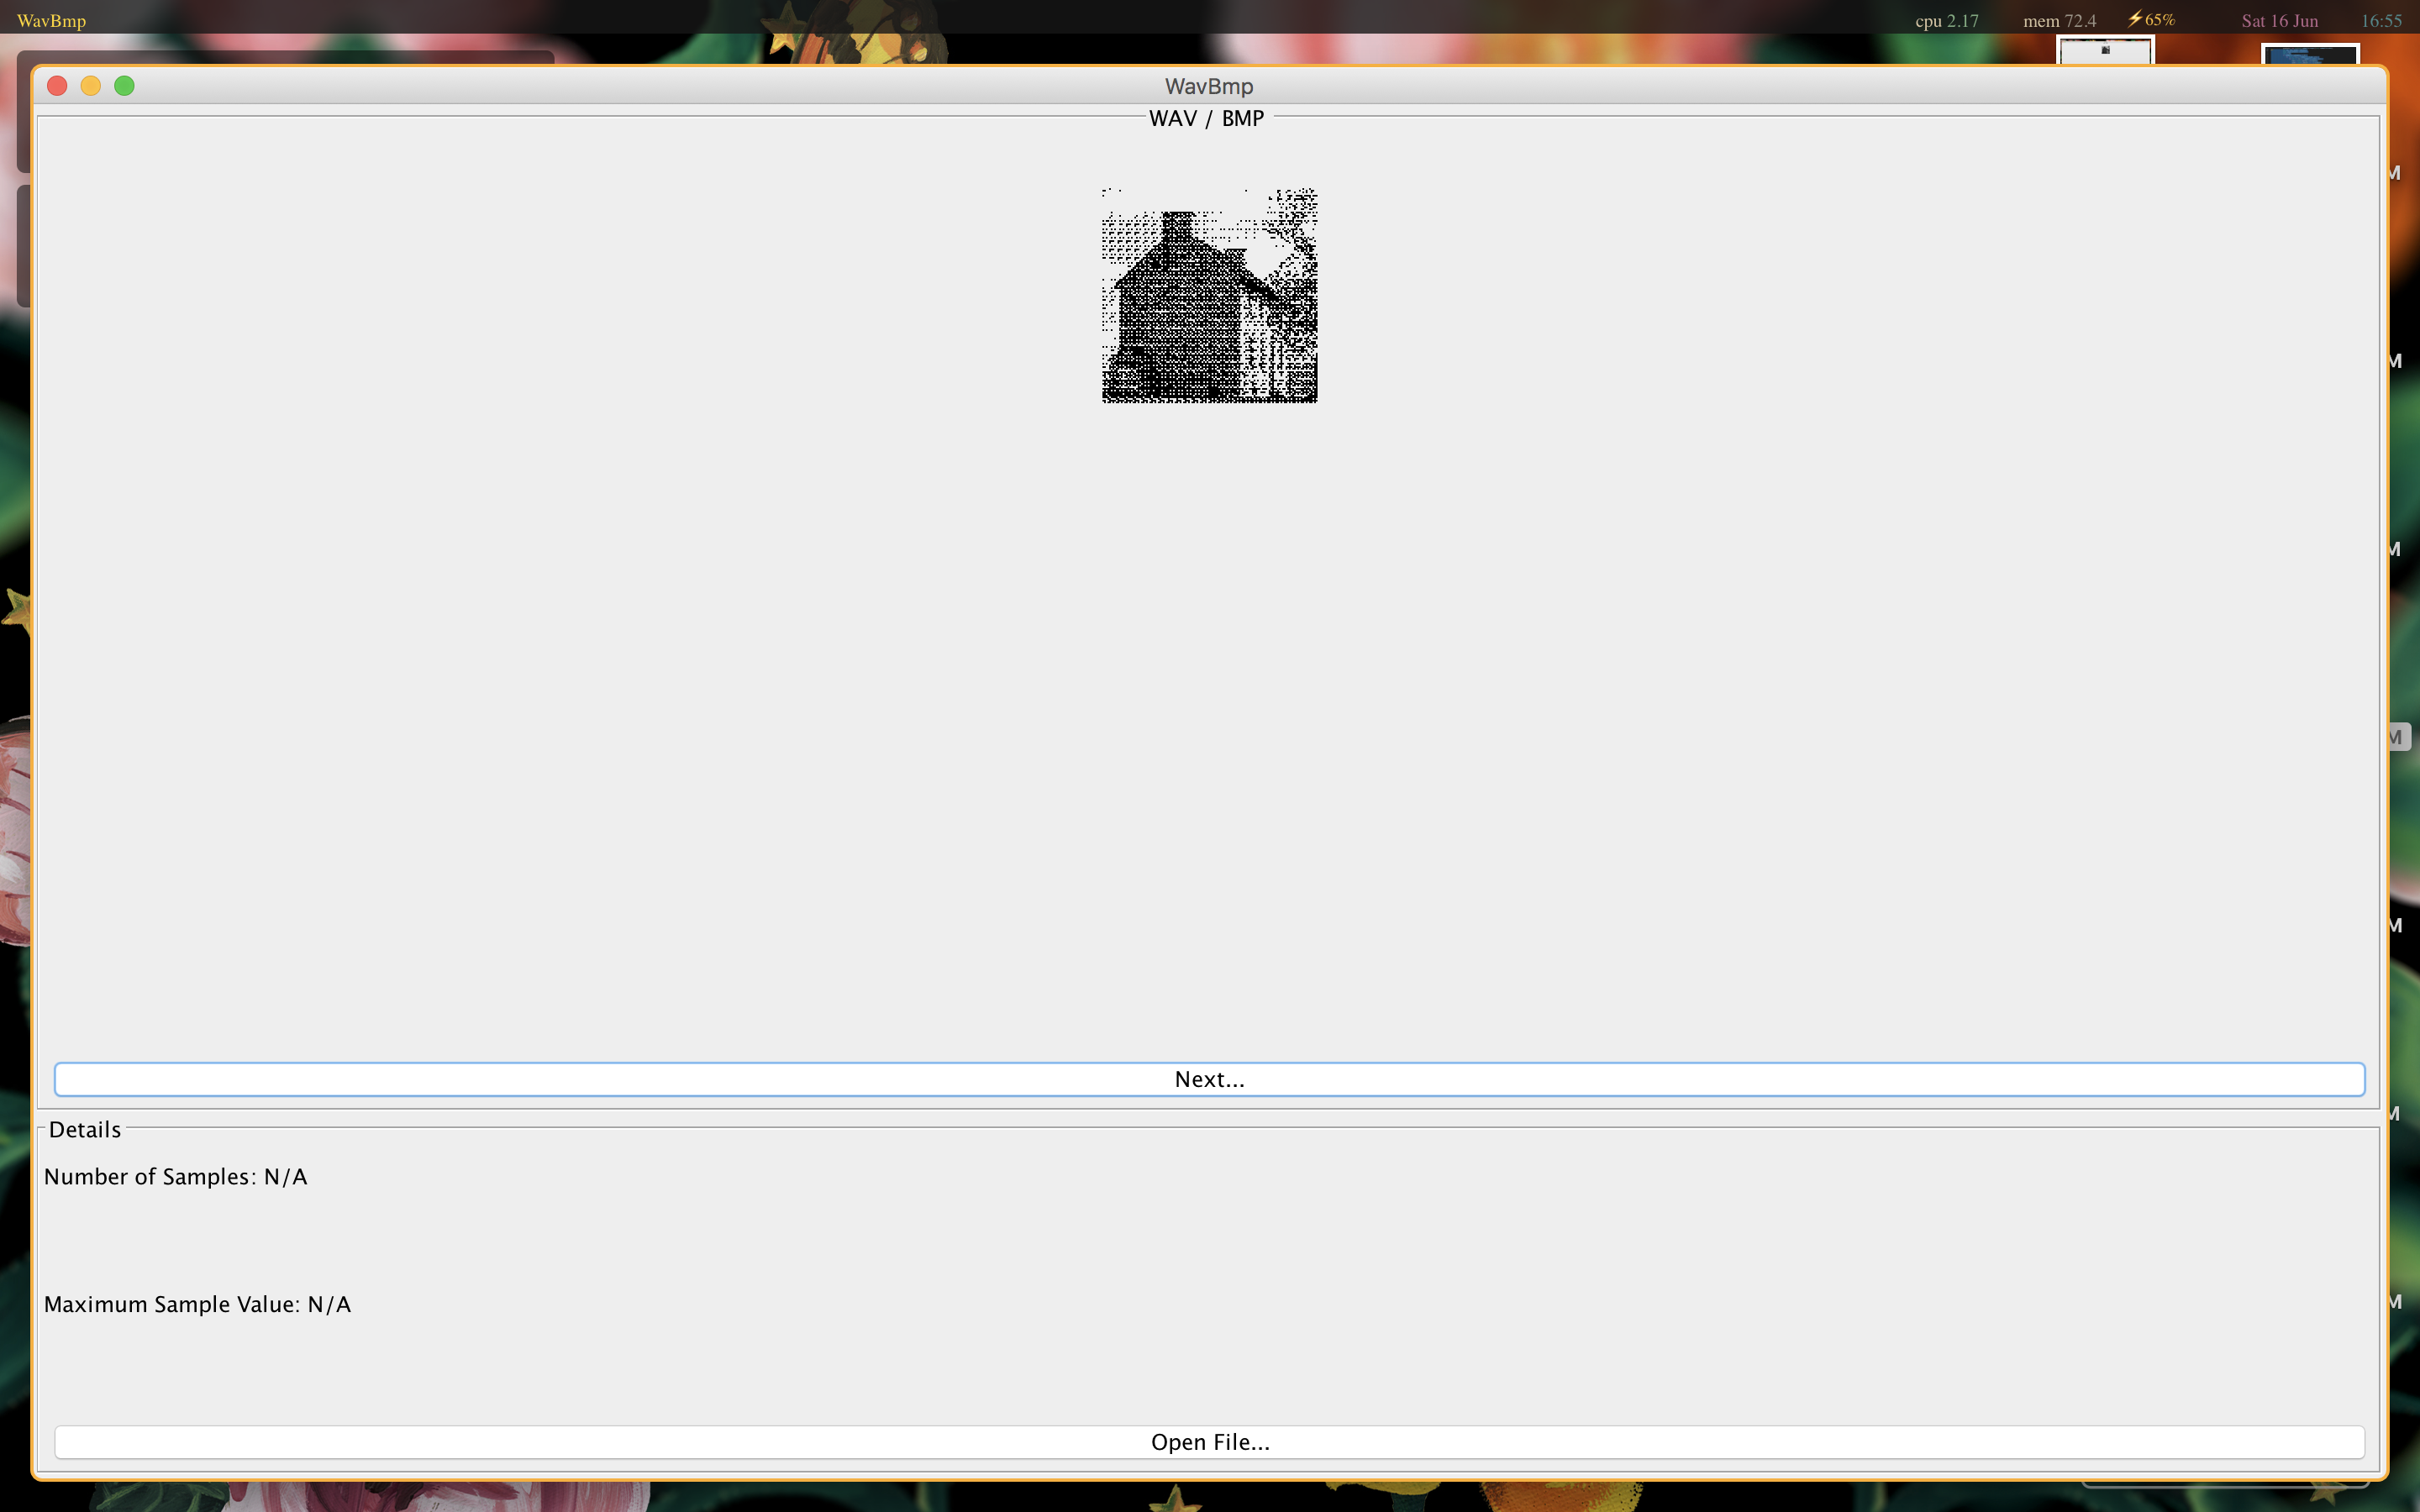 WavBmp cpu 2.17 mem 72.4 ⚡65% Sat 16 Jun 16:55
WavBmp
WAV / BMP
M
M
M
M
M
M
M
Next...
Details
Number of Samples: N/A
Maximum Sample Value: N/A
Open File...